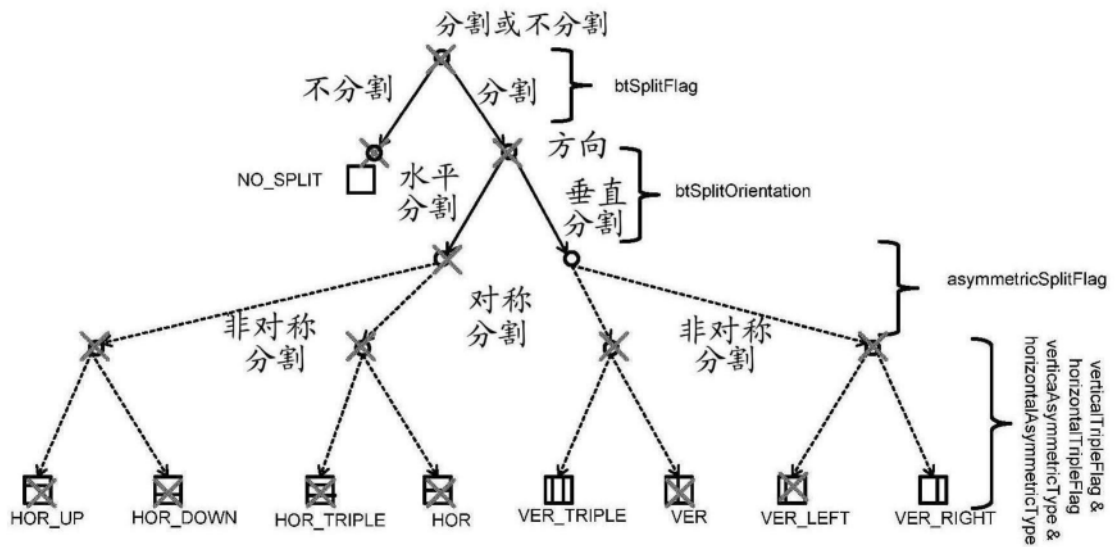 分割或不分割
不分割
分割
btSplitFlag
方向
NO_SPLIT
水平
分割
垂直
分割
btSplitOrientation
asymmetricSplitFlag
对称
分割
非对称
分割
非对称
分割
verticalTripleFlag &
horizontalTripleFlag
verticaAsymmetricType &
horizontalAsymmetricType
HOR_UP
HOR_DOWN
HOR_TRIPLE
HOR
VER_TRIPLE
VER
VER_LEFT
VER_RIGHT